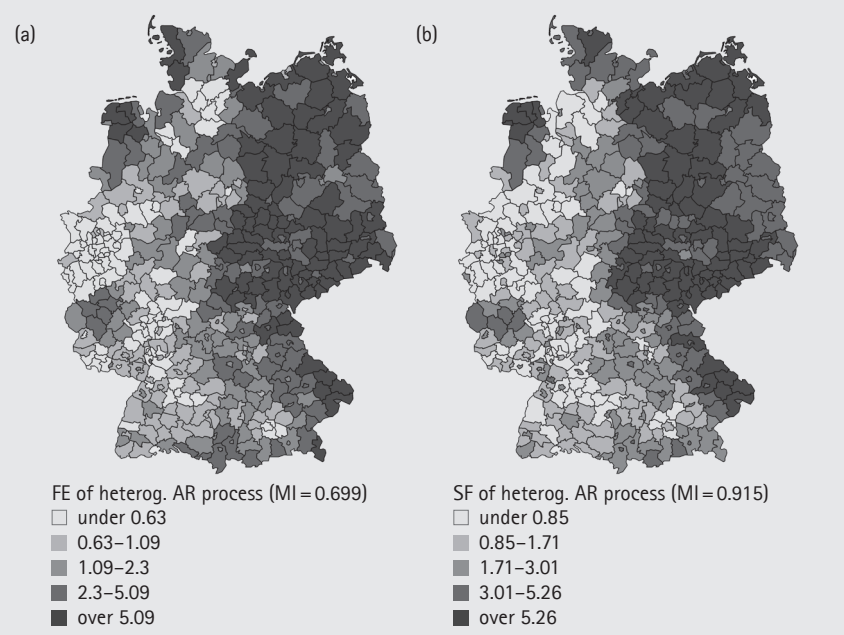 (a)
(b)
FE of heterog. AR process (MI = 0.699)
under 0.63
0.63–1.09
1.09–2.3
2.3–5.09
over 5.09
SF of heterog. AR process (MI = 0.915)
under 0.85
0.85–1.71
1.71–3.01
3.01–5.26
over 5.26